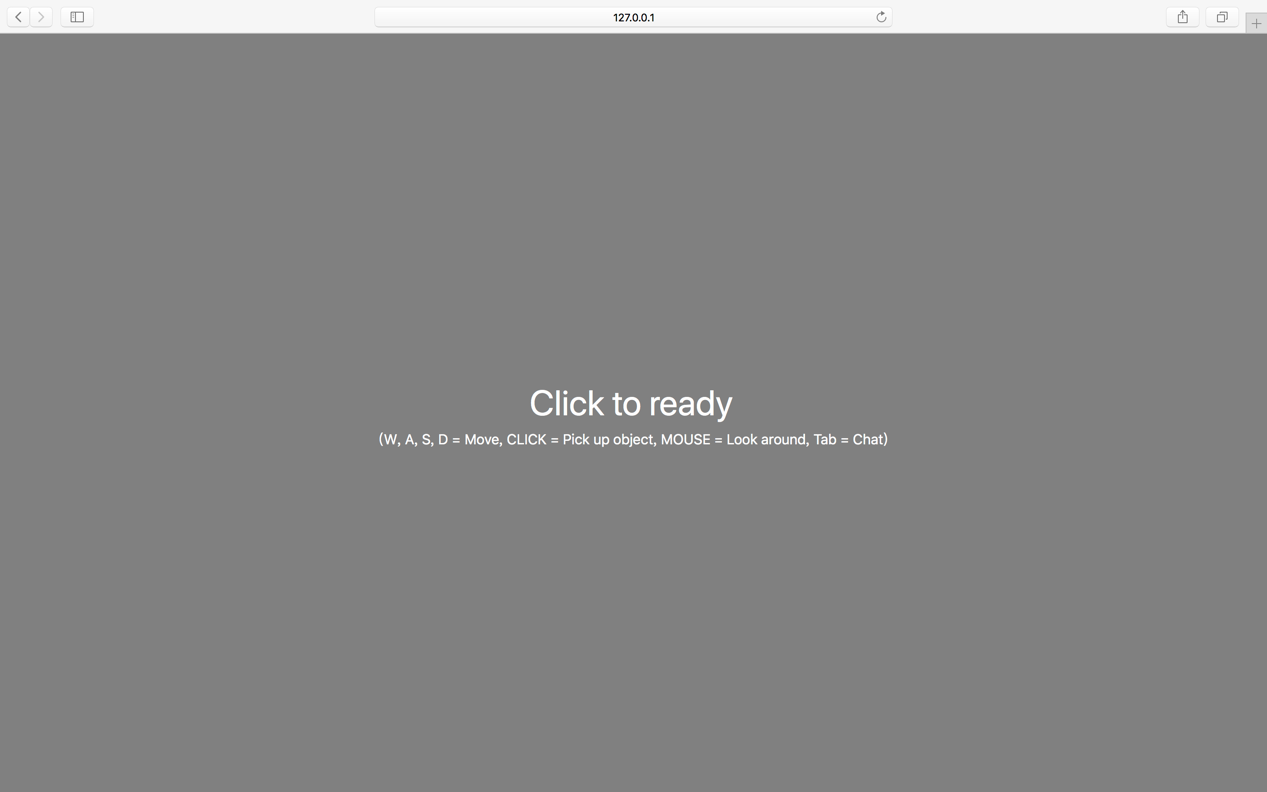 127.0.0.1
Click to ready
(W, A, S, D = Move, CLICK = Pick up object, MOUSE = Look around, Tab = Chat)